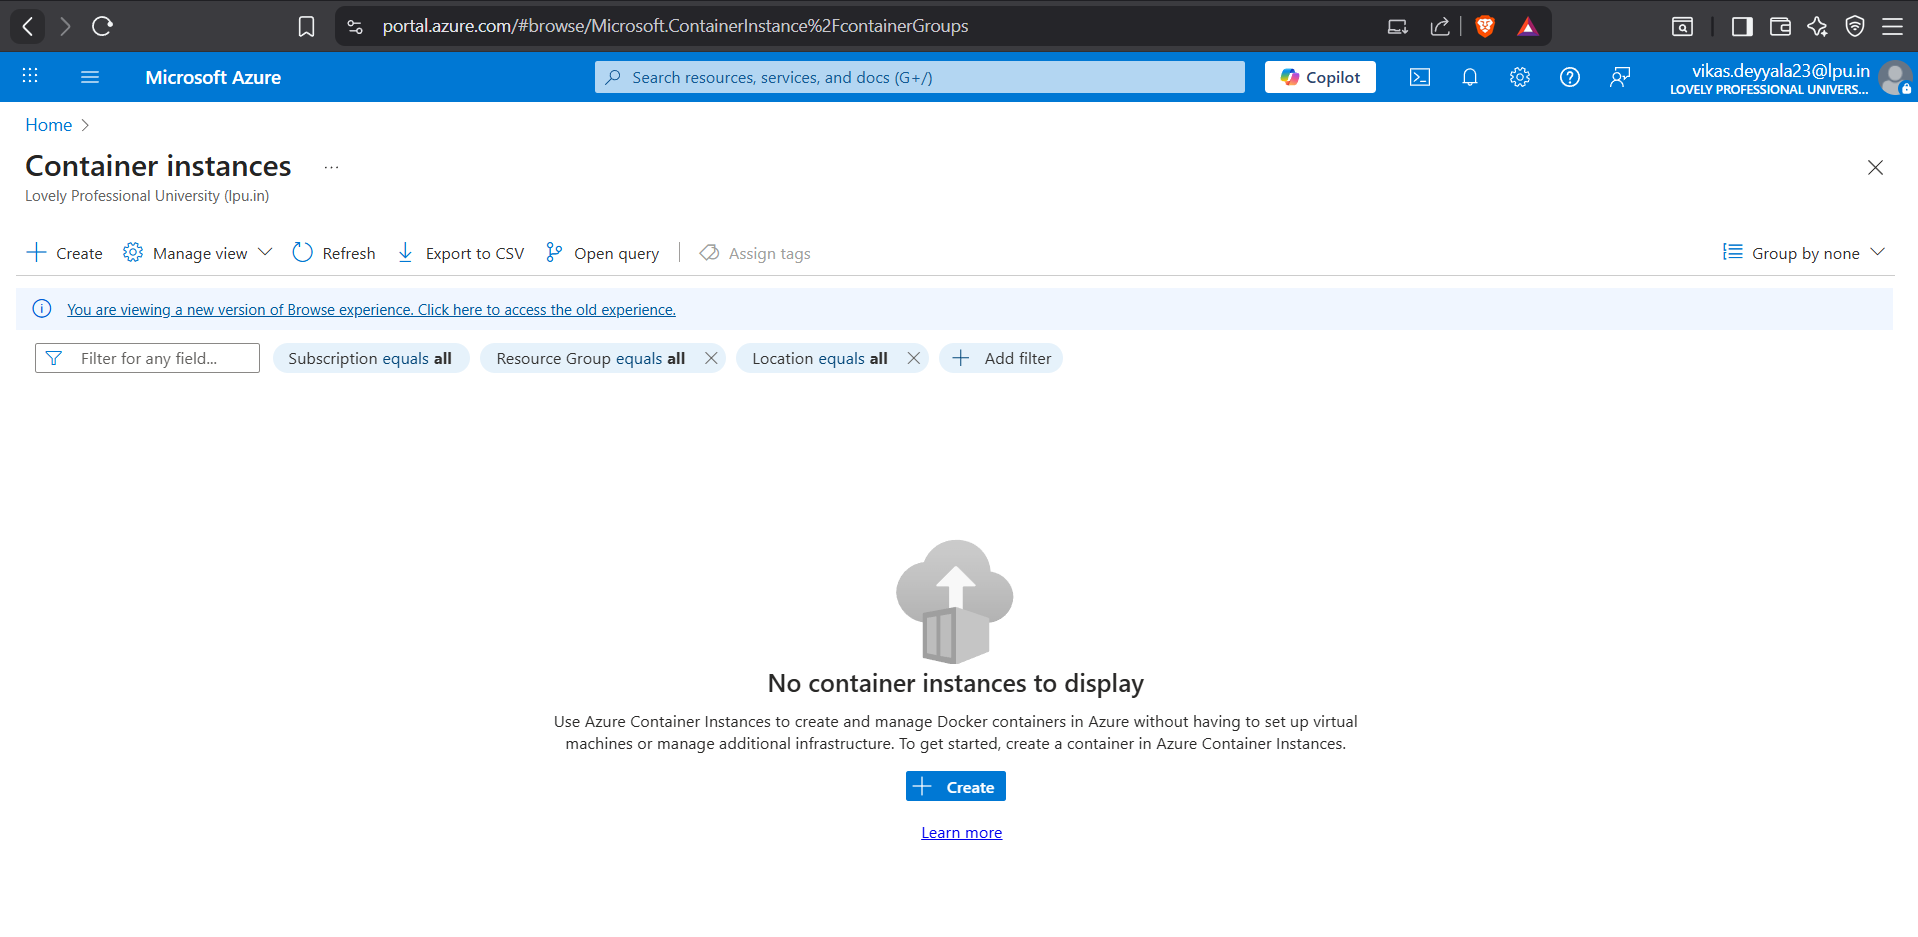 portal.azure.com/#browse/Microsoft.ContainerInstance%2FcontainerGroups
Microsoft Azure
Search resources, services, and docs (G+/)
Copilot
vikas.deyyala23@lpu.in
LOVELY PROFESSIONAL UNIVERS...
Home
Container instances ...
Lovely Professional University (lpu.in)
Create Manage view Refresh Export to CSV Open query Assign tags Group by none
You are viewing a new version of Browse experience. Click here to access the old experience.
Filter for any field... Subscription equals all Resource Group equals all Location equals all Add filter
No container instances to display
Use Azure Container Instances to create and manage Docker containers in Azure without having to set up virtual
machines or manage additional infrastructure. To get started, create a container in Azure Container Instances.
Create
Learn more